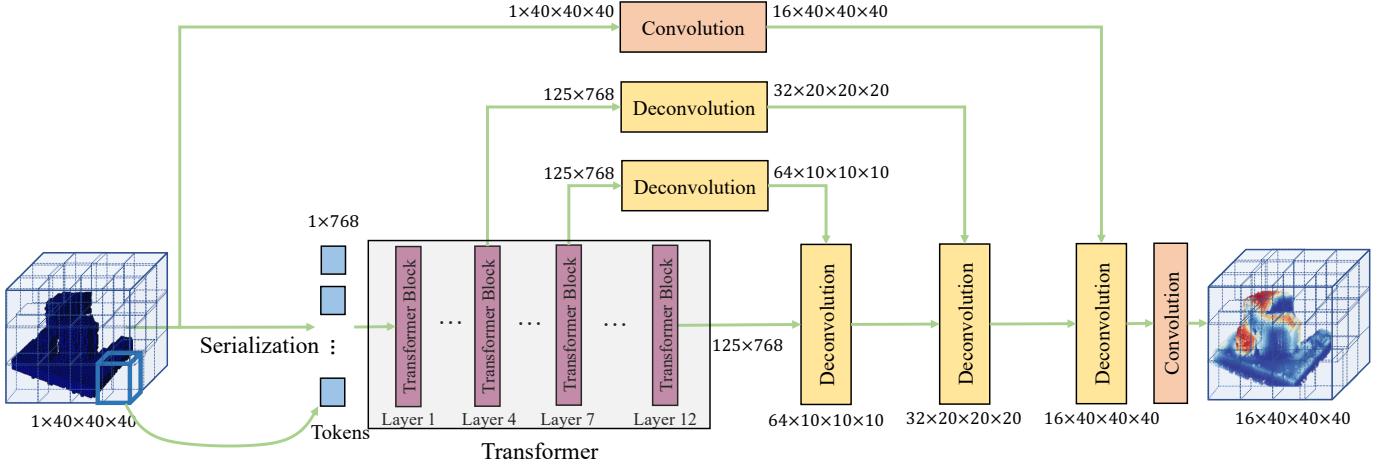 1×40×40×40
Convolution
16×40×40×40
125×768
Deconvolution
32×20×20×20
125×768
Deconvolution
64×10×10×10
1×768
Serialization
⋮
Tokens
1×40×40×40
Transformer Block
Layer 1
···
Transformer Block
Layer 4
···
Transformer Block
Layer 7
···
Transformer Block
Layer 12
Transformer
125×768
Deconvolution
64×10×10×10
Deconvolution
32×20×20×20
Deconvolution
16×40×40×40
Convolution
16×40×40×40